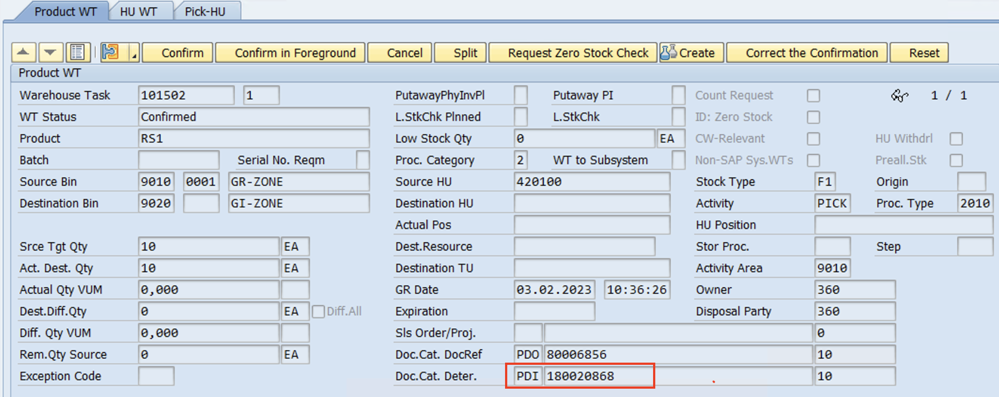 Product WT HU WT Pick-HU
Confirm Confirm in Foreground Cancel Split Request Zero Stock Check Create Correct the Confirmation Reset
Product WT
Warehouse Task 101502 1 PutawayPhyInvPl Putaway PI Count Request 1 / 1
WT Status Confirmed L.StkChk Plnned L.StkChk ID: Zero Stock
Product RS1 Low Stock Qty 0 EA CW-Relevant HU Withdrl
Batch Serial No. Reqm Proc. Category 2 WT to Subsystem Non-SAP Sys.WTs Preall.Stk
Source Bin 9010 0001 GR-ZONE Source HU 420100 Stock Type F1 Origin
Destination Bin 9020 GI-ZONE Destination HU Activity PICK Proc. Type 2010
Actual Pos HU Position
Srce Tgt Qty 10 EA Dest.Resource Stor Proc. Step
Act. Dest. Qty 10 EA Destination TU Activity Area 9010
Actual Qty VUM 0,000 GR Date 03.02.2023 10:36:26 Owner 360
Dest.Diff.Qty 0 EA Diff.All Expiration Disposal Party 360
Diff. Qty VUM 0,000 Sls Order/Proj. 0
Rem.Qty Source 0 EA Doc.Cat. DocRef PDO 80006856 10
Exception Code Doc.Cat. Deter. PDI 180020868 10